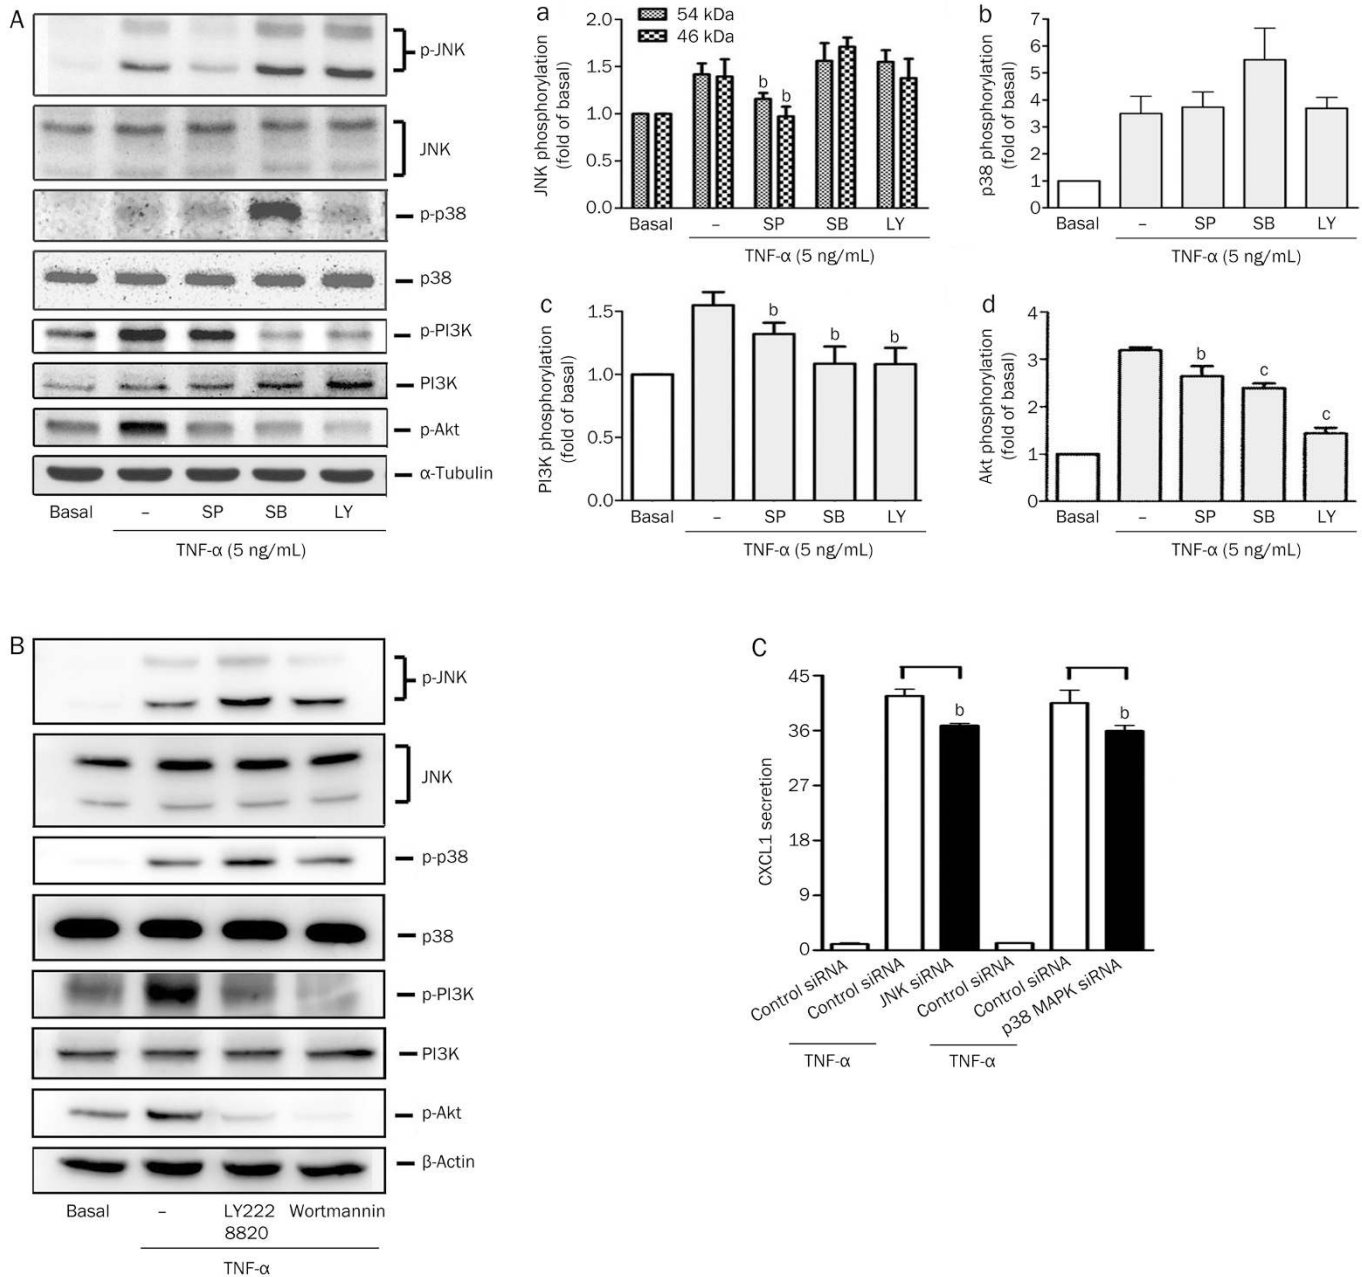 A
p-JNK
JNK
p-p38
p38
p-PI3K
PI3K
p-Akt
α-Tubulin
Basal – SP SB LY
TNF-α (5 ng/mL)
a
54 kDa
46 kDa
JNK phosphorylation
(fold of basal)
2.0
1.5
1.0
0.5
0.0
b b
Basal – SP SB LY
TNF-α (5 ng/mL)
b
p38 phosphorylation
(fold of basal)
7
6
5
4
3
2
1
0
Basal – SP SB LY
TNF-α (5 ng/mL)
c
PI3K phosphorylation
(fold of basal)
1.5
1.0
0.5
0.0
b b b
Basal – SP SB LY
TNF-α (5 ng/mL)
d
Akt phosphorylation
(fold of basal)
4
3
2
1
0
b c c
Basal – SP SB LY
TNF-α (5 ng/mL)
B
p-JNK
JNK
p-p38
p38
p-PI3K
PI3K
p-Akt
β-Actin
Basal – LY222 Wortmannin
8820
TNF-α
C
CXCL1 secretion
45
36
27
18
9
0
b b
Control siRNA
Control siRNA
JNK siRNA
Control siRNA
Control siRNA
p38 MAPK siRNA
TNF-α TNF-α